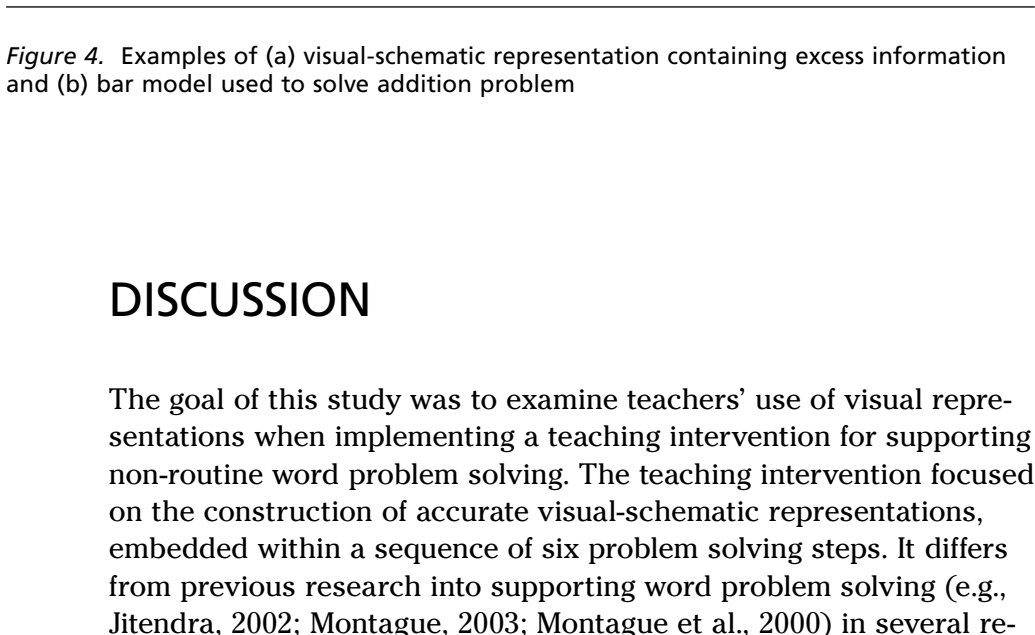 Figure 4. Examples of (a) visual-schematic representation containing excess information
and (b) bar model used to solve addition problem
DISCUSSION
The goal of this study was to examine teachers’ use of visual repre-
sentations when implementing a teaching intervention for supporting
non-routine word problem solving. The teaching intervention focused
on the construction of accurate visual-schematic representations,
embedded within a sequence of six problem solving steps. It differs
from previous research into supporting word problem solving (e.g.,
Jitendra, 2002; Montague, 2003; Montague et al., 2000) in several re-